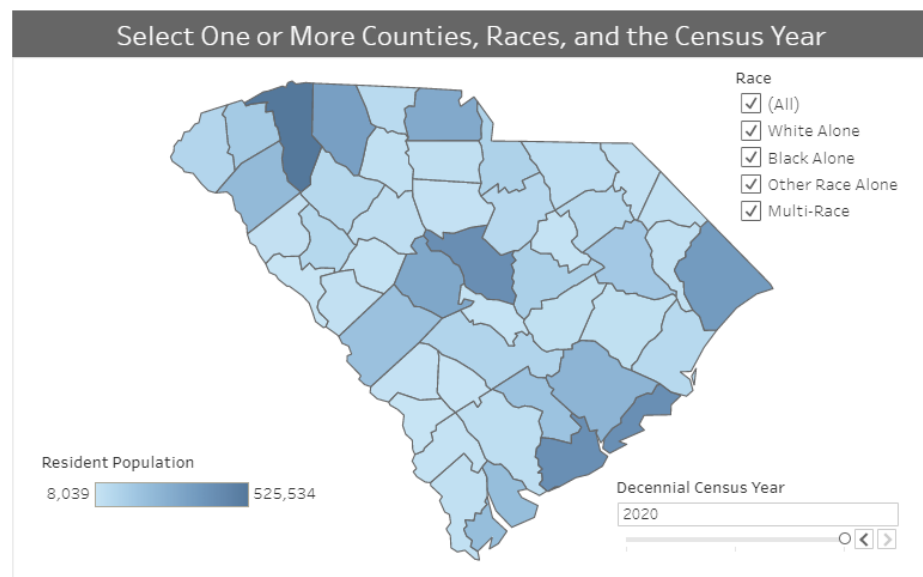 Select One or More Counties, Races, and the Census Year
Race
(All)
White Alone
Black Alone
Other Race Alone
Multi-Race
Resident Population
8,039 525,534
Decennial Census Year
2020